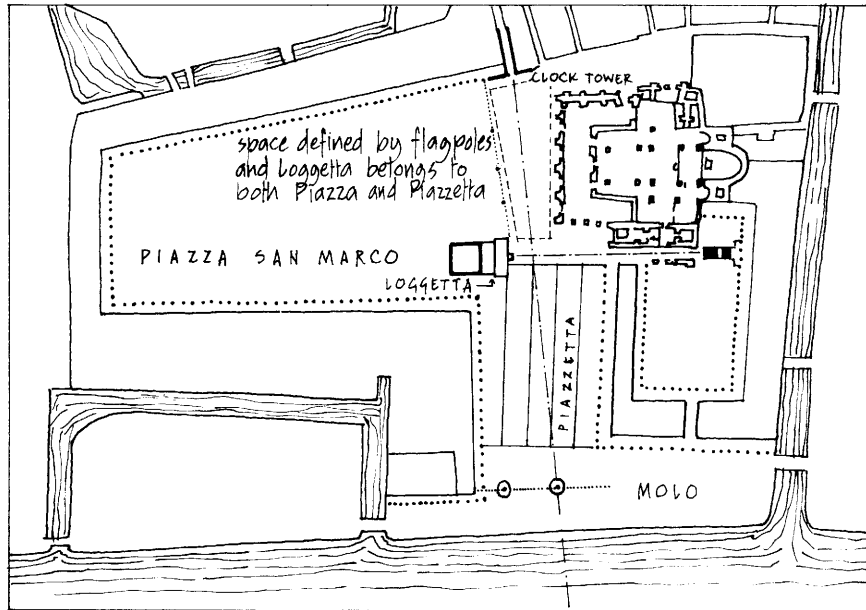 CLOCK TOWER
space defined by flagpoles
and Loggetta belongs to
both Piazza and Piazzetta
PIAZZA SAN MARCO
LOGGETTA
PIAZZETTA
MOLO